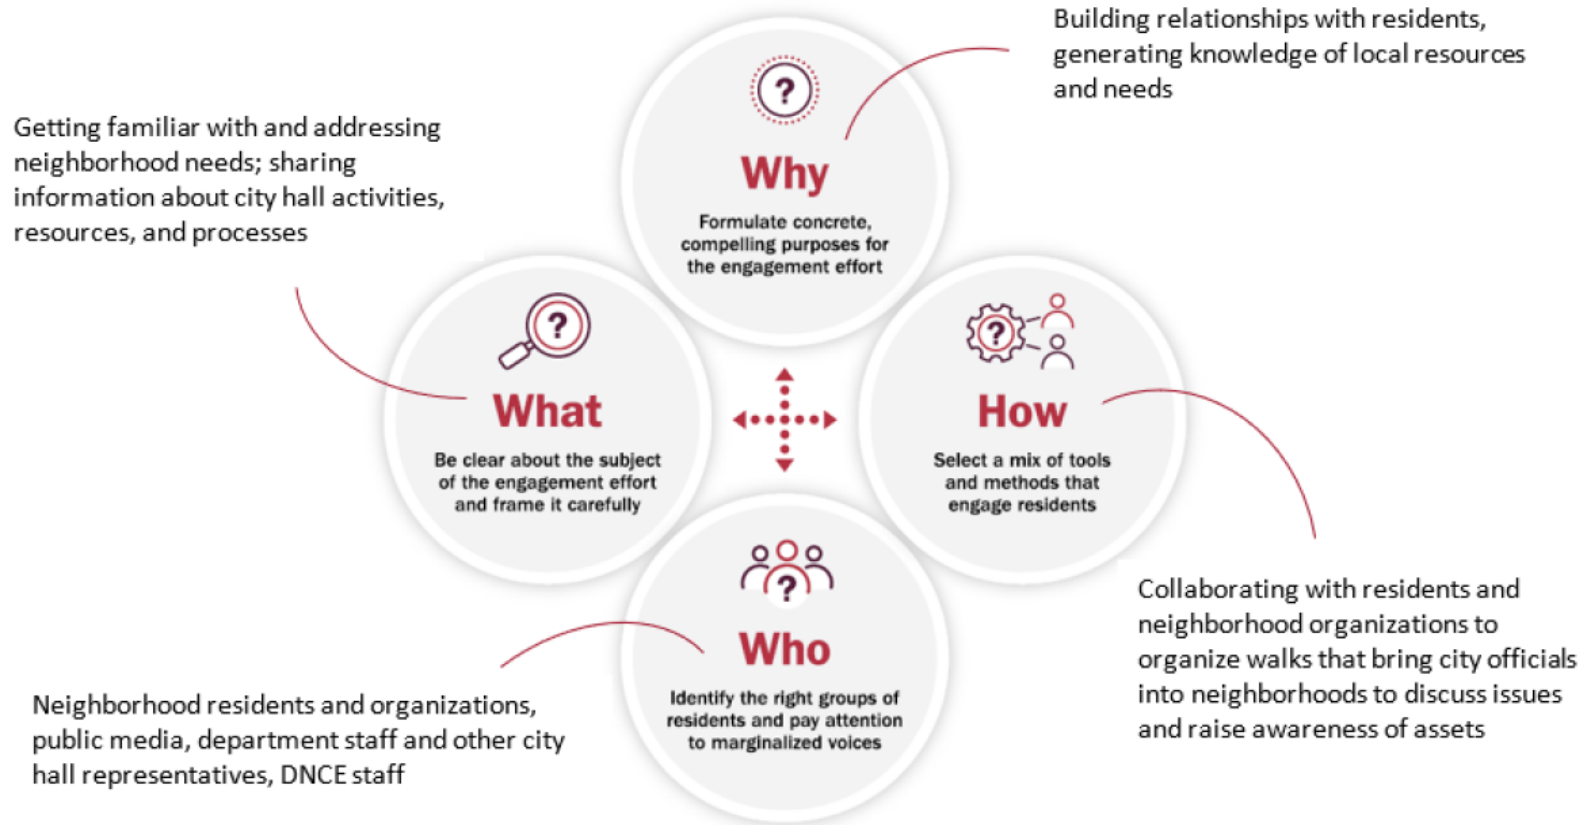 Building relationships with residents,
generating knowledge of local resources
and needs
Getting familiar with and addressing
neighborhood needs; sharing
information about city hall activities,
resources, and processes
?
Why
Formulate concrete,
compelling purposes for
the engagement effort
?
What
Be clear about the subject
of the engagement effort
and frame it carefully
?
How
Select a mix of tools
and methods that
engage residents
?
Who
Identify the right groups of
residents and pay attention
to marginalized voices
Neighborhood residents and organizations,
public media, department staff and other city
hall representatives, DNCE staff
Collaborating with residents and
neighborhood organizations to
organize walks that bring city officials
into neighborhoods to discuss issues
and raise awareness of assets